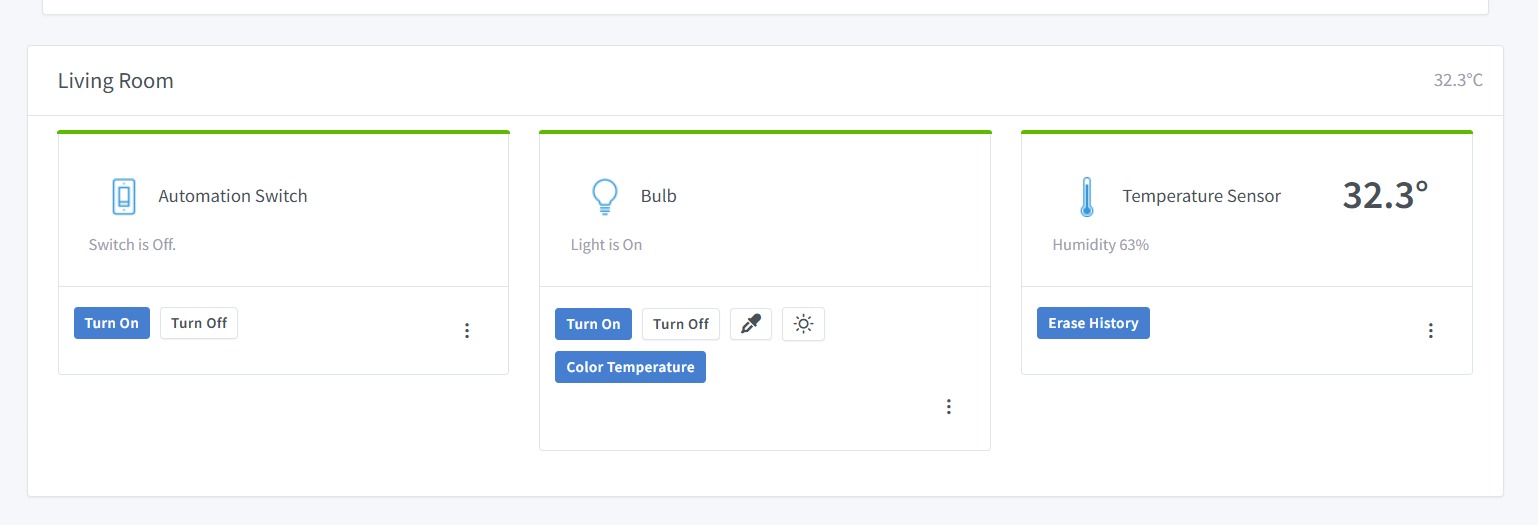 Living Room
32.3°C
Automation Switch
Switch is Off.
Turn On
Turn Off
Bulb
Light is On
Turn On
Turn Off
Color Temperature
Temperature Sensor
32.3°
Humidity 63%
Erase History